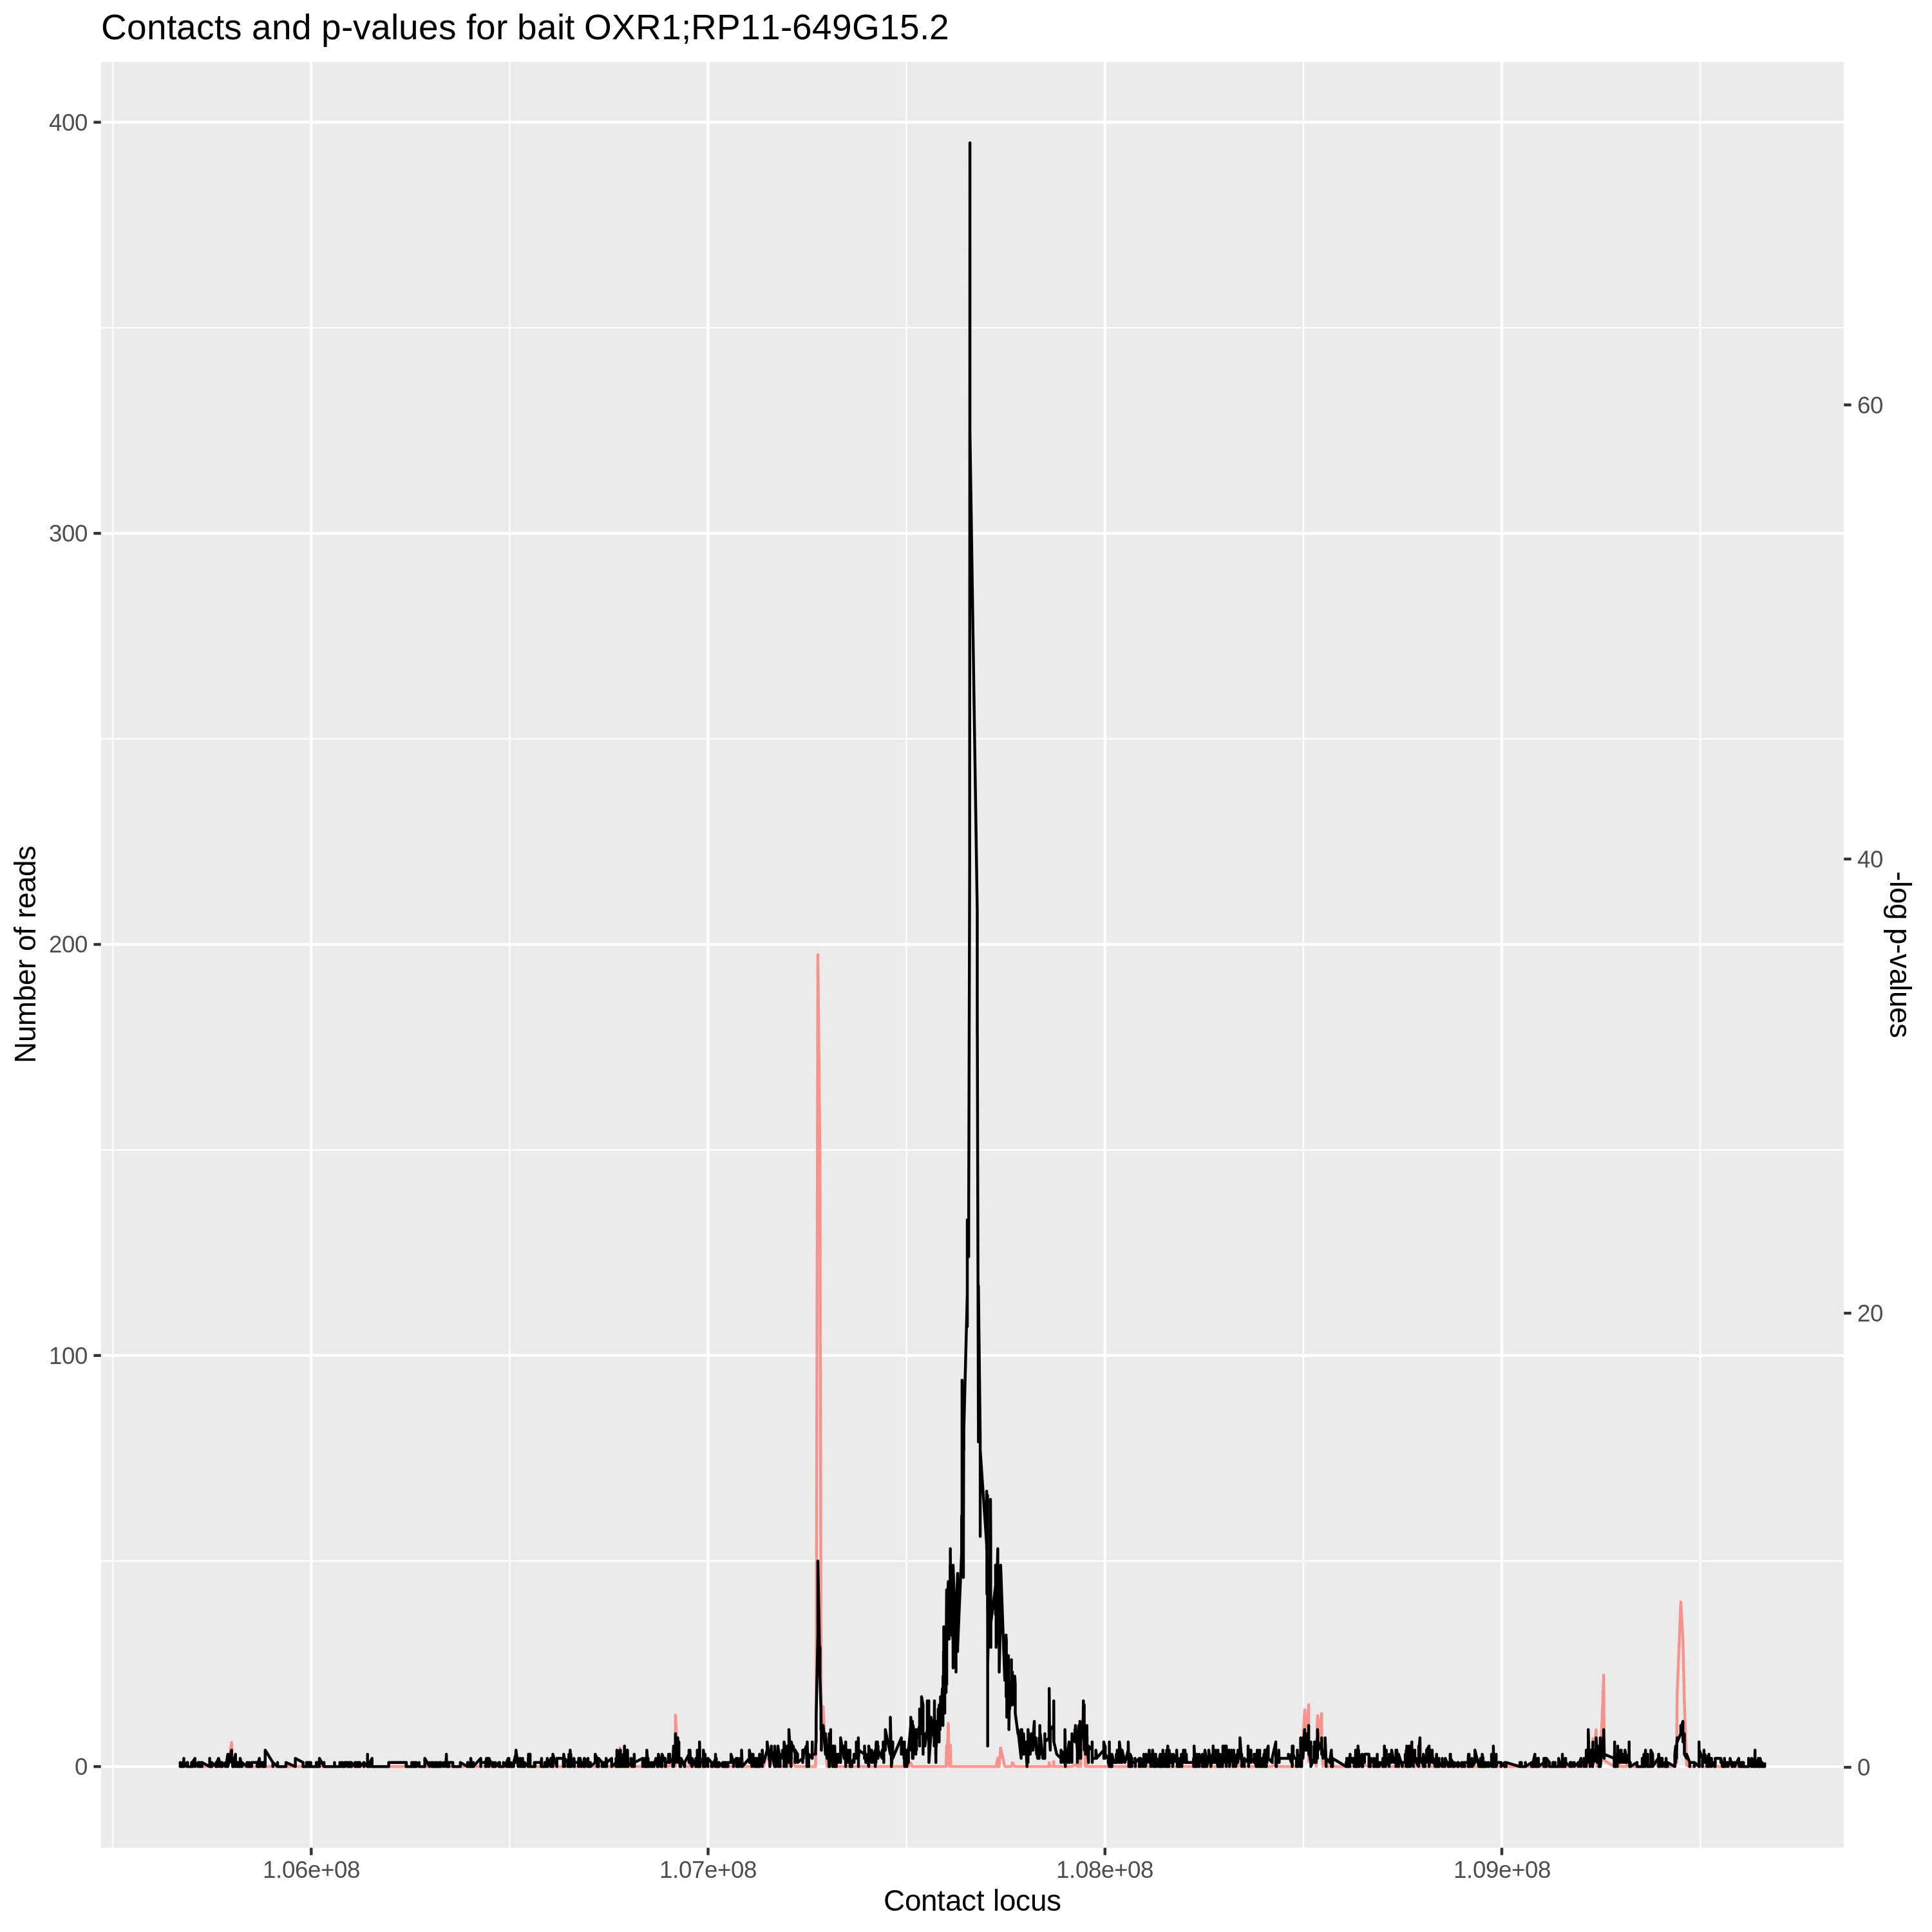 Contacts and p-values for bait OXR1;RP11-649G15.2
400
300
200
100
0
Number of reads
60
40
20
0
-log p-values
1.06e+08
1.07e+08
1.08e+08
1.09e+08
Contact locus